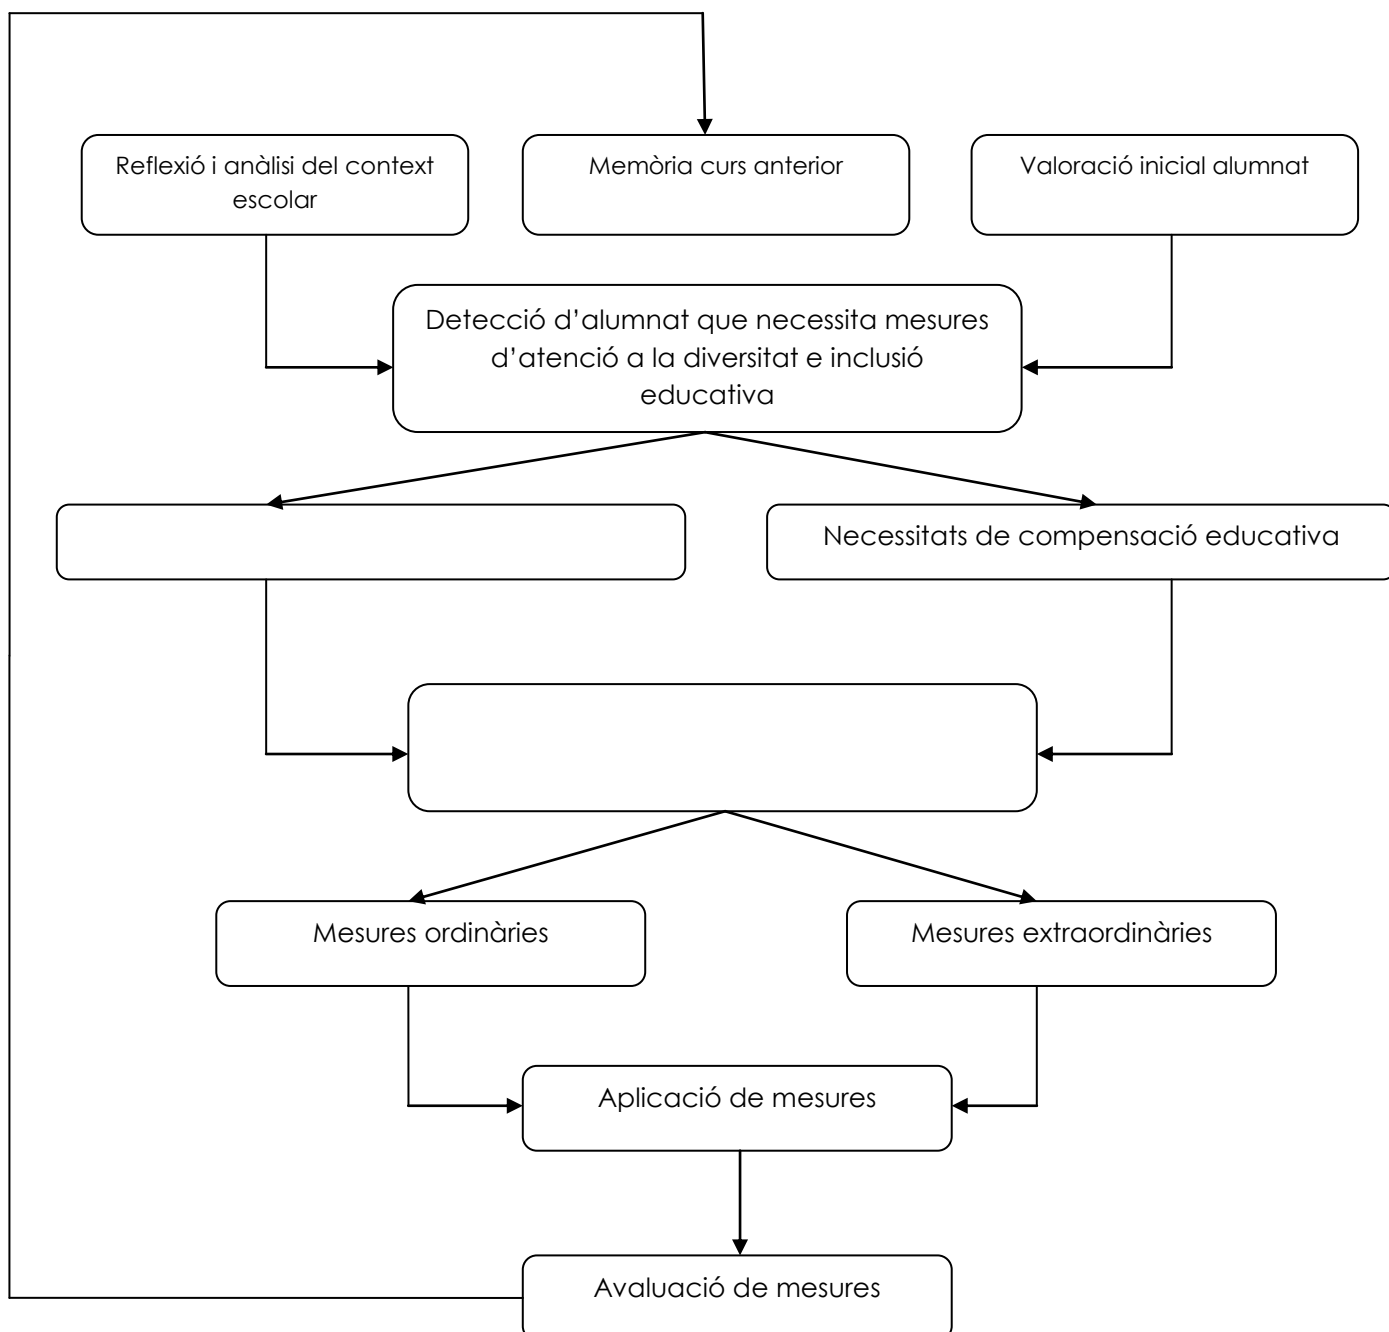 Reflexió i anàlisi del context
escolar
Memòria curs anterior
Valoració inicial alumnat
Detecció d’alumnat que necessita mesures
d’atenció a la diversitat e inclusió
educativa
Necessitats de compensació educativa
Mesures ordinàries
Mesures extraordinàries
Aplicació de mesures
Avaluació de mesures